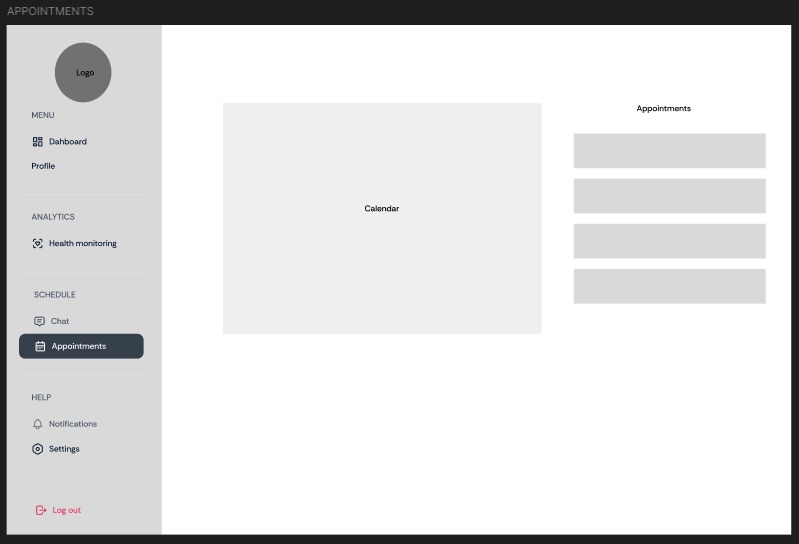 APPOINTMENTS
Logo
MENU
Dahboard
Profile
ANALYTICS
Health monitoring
SCHEDULE
Chat
Appointments
HELP
Notifications
Settings
Log out
Calendar
Appointments